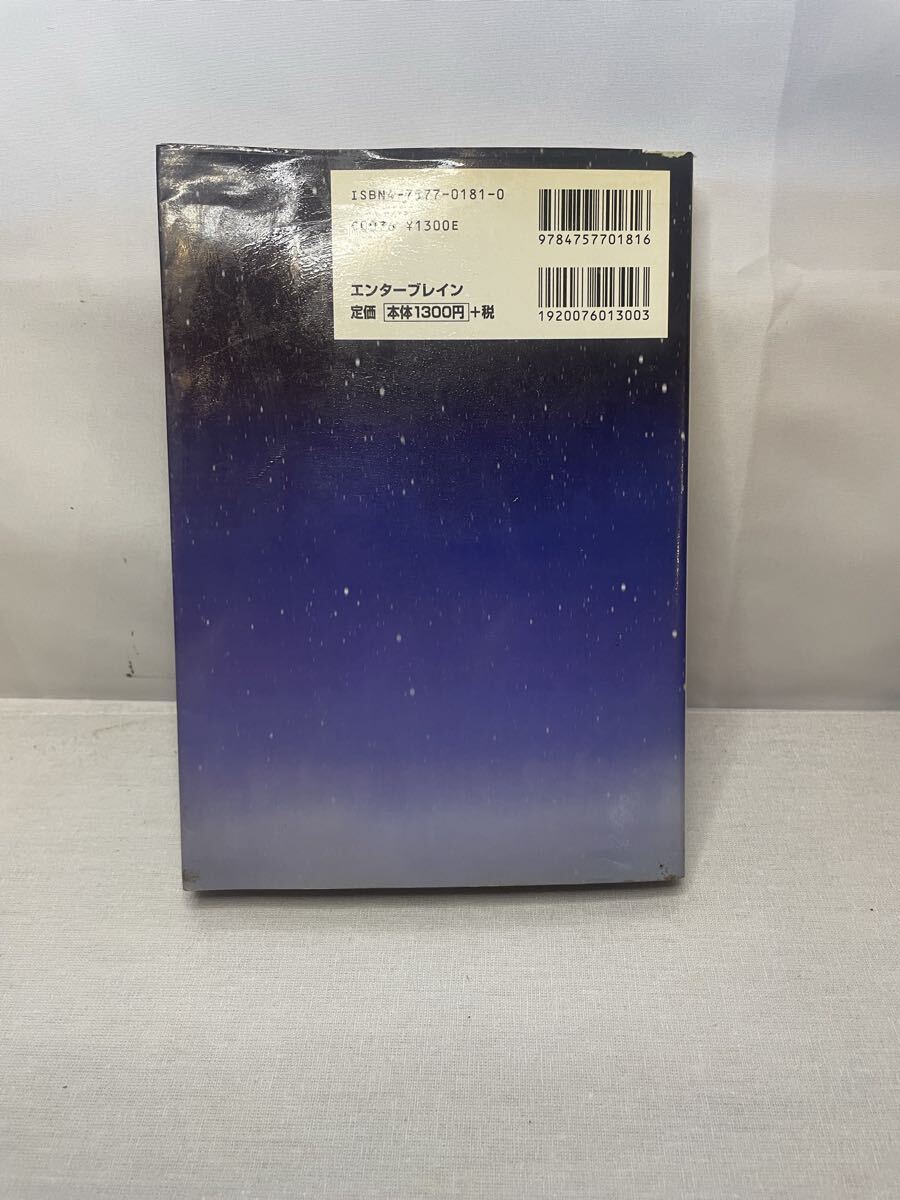 ISBN4-7577-0181-0
C0076 ¥1300E
エンターブレイン
定価 本体1300円 +税
9784757701816
1920076013003